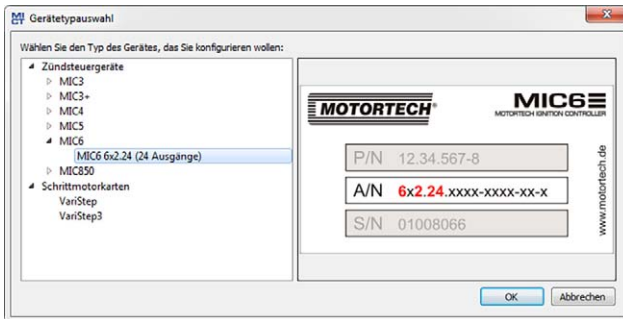 Gerätetypauswahl
Wählen Sie den Typ des Gerätes, das Sie konfigurieren wollen:
Zündsteuergeräte
MIC3
MIC3+
MIC4
MIC5
MIC6
MIC6 6x2.24 (24 Ausgänge)
MIC850
Schrittmotorkarten
VariStep
VariStep3
MOTORTECH®
MIC6
MOTORTECH IGNITION CONTROLLER
P/N 12.34.567-8
A/N 6x2.24.xxxx-xxxx-xx-x
S/N 01008066
www.motortech.de
OK
Abbrechen